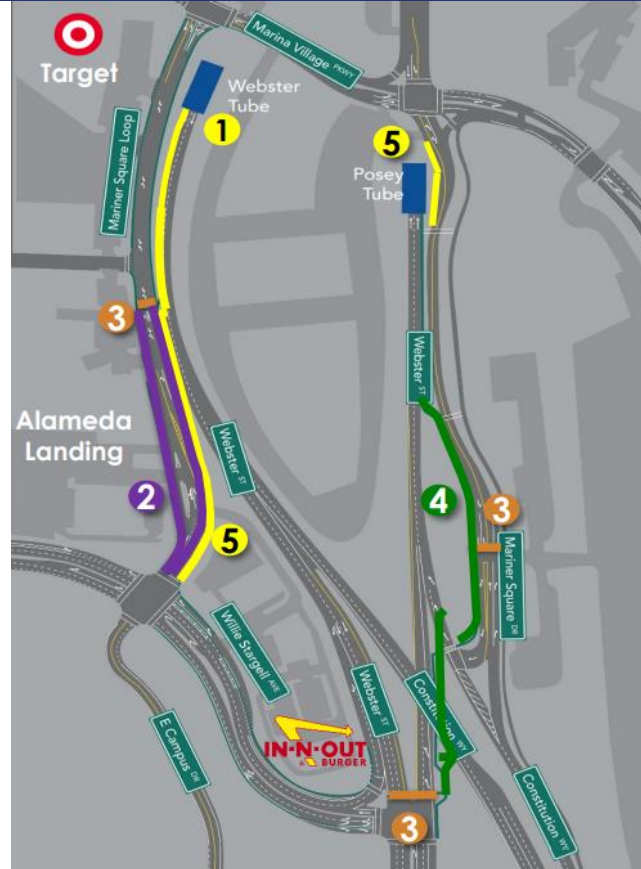 Target
Marina Village PKWY
Webster
Tube
1
5
Posey
Tube
Mariner Square Loop
3
Webster ST
Alameda
Landing
Webster ST
4
3
2
5
Mariner Square DR
Willie Stargell AVE
Webster ST
Constitution WY
E Campus DR
IN-N-OUT
BURGER
3
Constitution WY